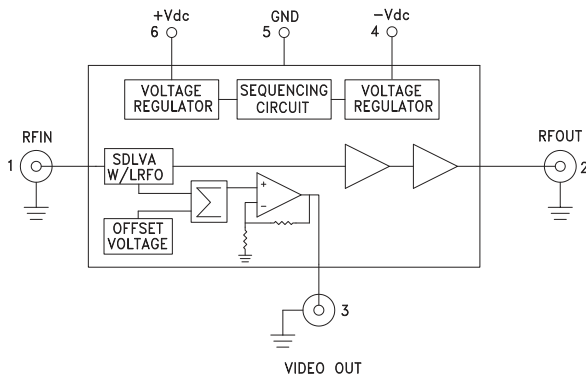 +Vdc
6
GND
5
−Vdc
4
VOLTAGE
REGULATOR
SEQUENCING
CIRCUIT
VOLTAGE
REGULATOR
RFIN
1
RFOUT
2
SDLVA
W/LRFO
Σ
+
−
OFFSET
VOLTAGE
3
VIDEO OUT